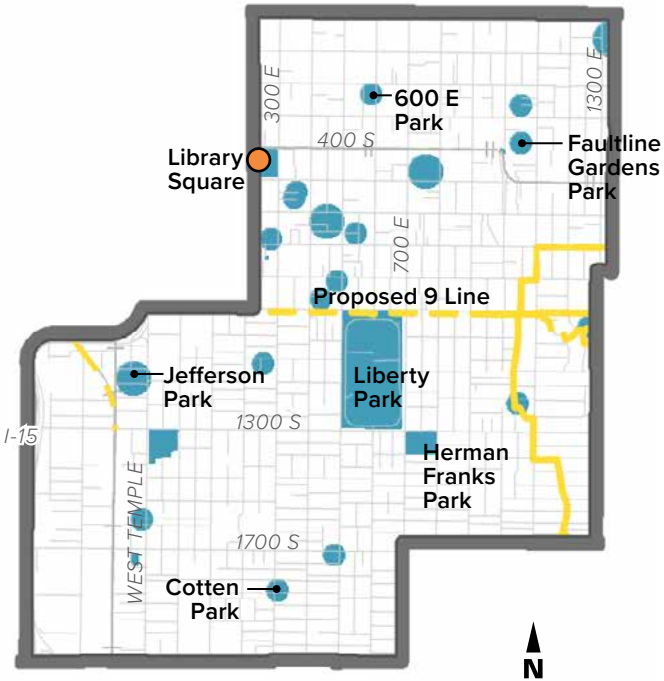 300 E
1300 E
600 E
Park
400 S
Library
Square
Faultline
Gardens
Park
700 E
Proposed 9 Line
Jefferson
Park
Liberty
Park
1300 S
I-15
Herman
Franks
Park
WEST TEMPLE
1700 S
Cotten
Park
N